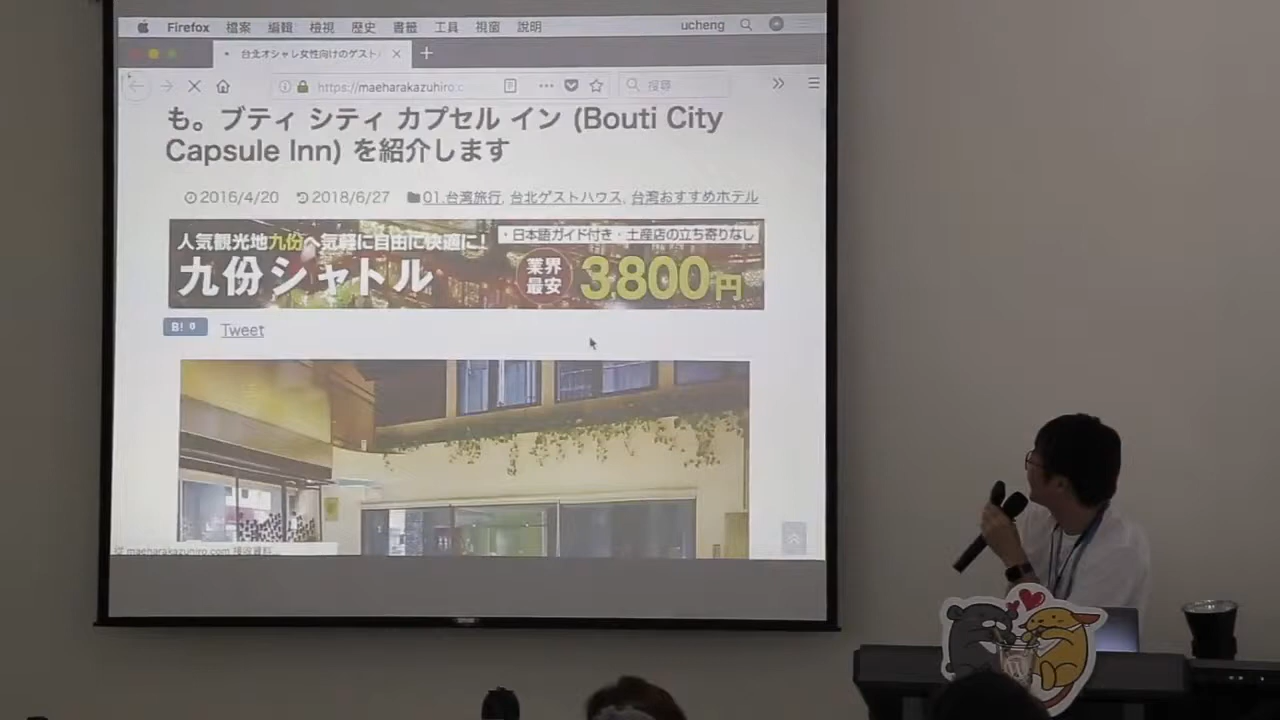 Firefox 檔案 編輯 檢視 歷史 書籤 工具 視窗 說明 ucheng
台北オシャレ女性向けのゲスト
https://maeharakazuhiro.c 搜尋
も。ブティ シティ カプセル イン (Bouti City
Capsule Inn) を紹介します
2016/4/20 2018/6/27 01.台湾旅行, 台北ゲストハウス, 台湾おすすめホテル
人気観光地九份へ気軽に自由に快適に! ・日本語ガイド付き・土産店の立ち寄りなし
九份シャトル 業界最安 3800円
B! 0 Tweet
從 maeharakazuhiro.com 接收資料...